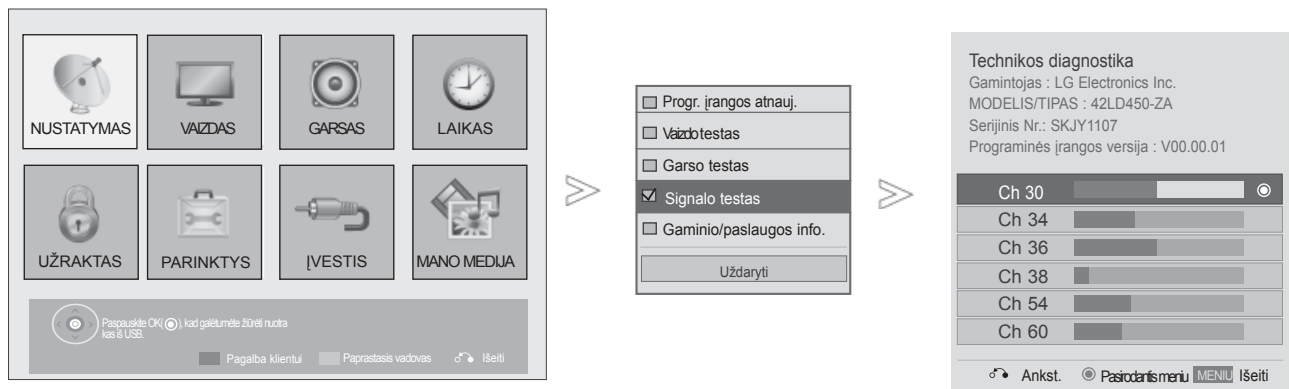 NUSTATYMAS
VAIZDAS
GARSAS
LAIKAS
UŽRAKTAS
PARINKTYS
ĮVESTIS
MANO MEDIJA
Paspauskite OK( ), kad galėtumėte žiūrėti nuotra
kas iš USB.
Pagalba klientui Paprastasis vadovas Išeiti
Progr. įrangos atnauj.
Vaizdo testas
Garso testas
Signalo testas
Gaminio/paslaugos info.
Uždaryti
Technikos diagnostika
Gamintojas : LG Electronics Inc.
MODELIS/TIPAS : 42LD450-ZA
Serijinis Nr.: SKJY1107
Programinės įrangos versija : V00.00.01
Ch 30
Ch 34
Ch 36
Ch 38
Ch 54
Ch 60
Ankst. Pasirodantis meniu MENIU Išeiti